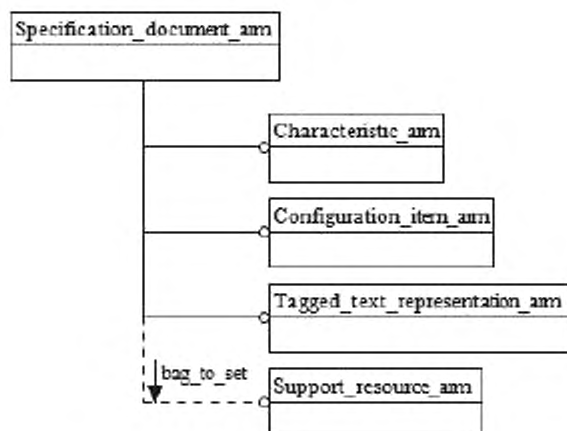 Specification_document_arm
Characteristic_arm
Configuration_item_arm
Tagged_text_representation_arm
bag_to_set
Support_resource_arm